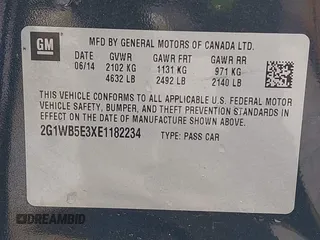 GM
MFD BY GENERAL MOTORS OF CANADA LTD.
DATE GVWR GAWR FRT GAWR RR
06/14 2102 KG 1131 KG 971 KG
4632 LB 2492 LB 2140 LB
THIS VEHICLE CONFORMS TO ALL APPLICABLE U.S. FEDERAL MOTOR
VEHICLE SAFETY, BUMPER, AND THEFT PREVENTION STANDARDS IN
EFFECT ON THE DATE OF MANUFACTURE SHOWN ABOVE.
2G1WB5E3XE1182234 TYPE: PASS CAR
DREAMBID